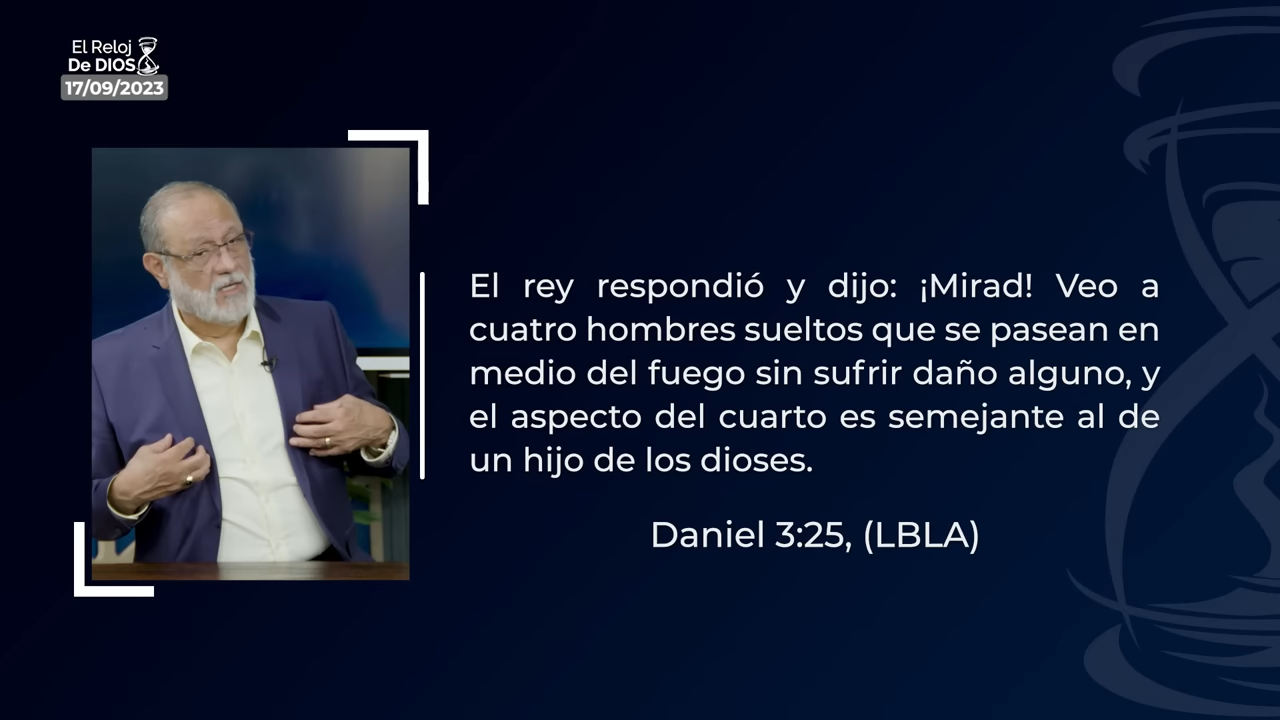 El Reloj
De DIOS
17/09/2023
El rey respondió y dijo: ¡Mirad! Veo a
cuatro hombres sueltos que se pasean en
medio del fuego sin sufrir daño alguno, y
el aspecto del cuarto es semejante al de
un hijo de los dioses.
Daniel 3:25, (LBLA)